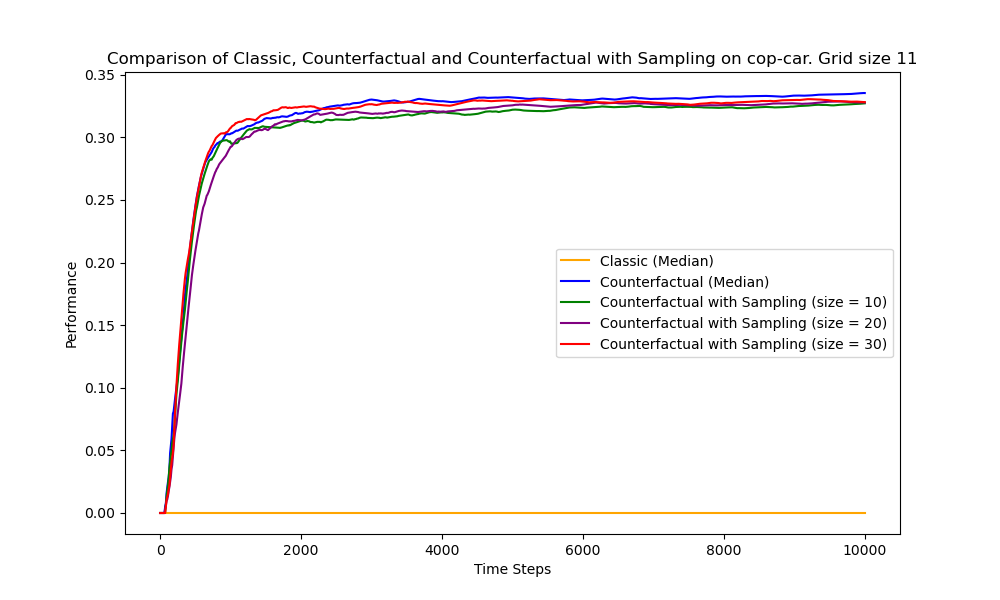 Comparison of Classic, Counterfactual and Counterfactual with Sampling on cop-car. Grid size 11
0.35
0.30
0.25
0.20
0.15
0.10
0.05
0.00
Performance
Classic (Median)
Counterfactual (Median)
Counterfactual with Sampling (size = 10)
Counterfactual with Sampling (size = 20)
Counterfactual with Sampling (size = 30)
0 2000 4000 6000 8000 10000
Time Steps